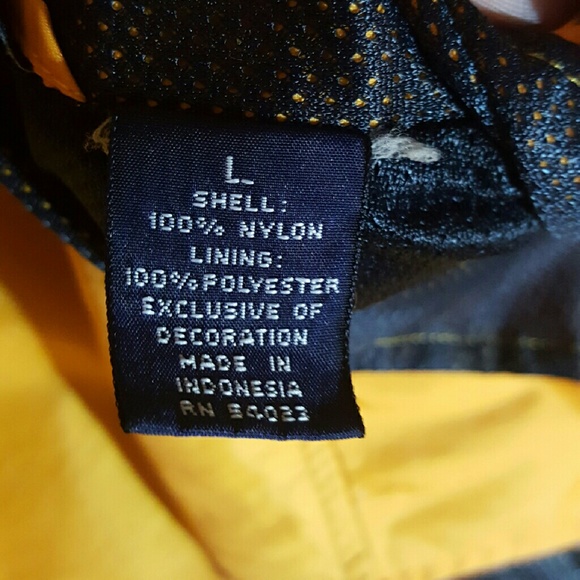 L
SHELL:
100% NYLON
LINING:
100% POLYESTER
EXCLUSIVE OF
DECORATION
MADE IN
INDONESIA
RN 54023